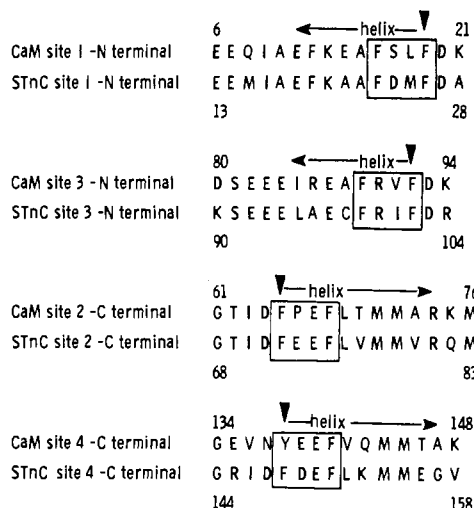 6 helix 21
CaM site 1 -N terminal E E Q I A E F K E A F S L F D K
STnC site 1 -N terminal E E M I A E F K A A F D M F D A
13 28
80 helix 94
CaM site 3 -N terminal D S E E E I R E A F R V F D K
STnC site 3 -N terminal K S E E E L A E C F R I F D R
90 104
61 helix 76
CaM site 2 -C terminal G T I D F P E F L T M M A R K M
STnC site 2 -C terminal G T I D F E E F L V M M V R Q M
68 83
134 helix 148
CaM site 4 -C terminal G E V N Y E E F V Q M M T A K
STnC site 4 -C terminal G R I D F D E F L K M M E G V
144 158